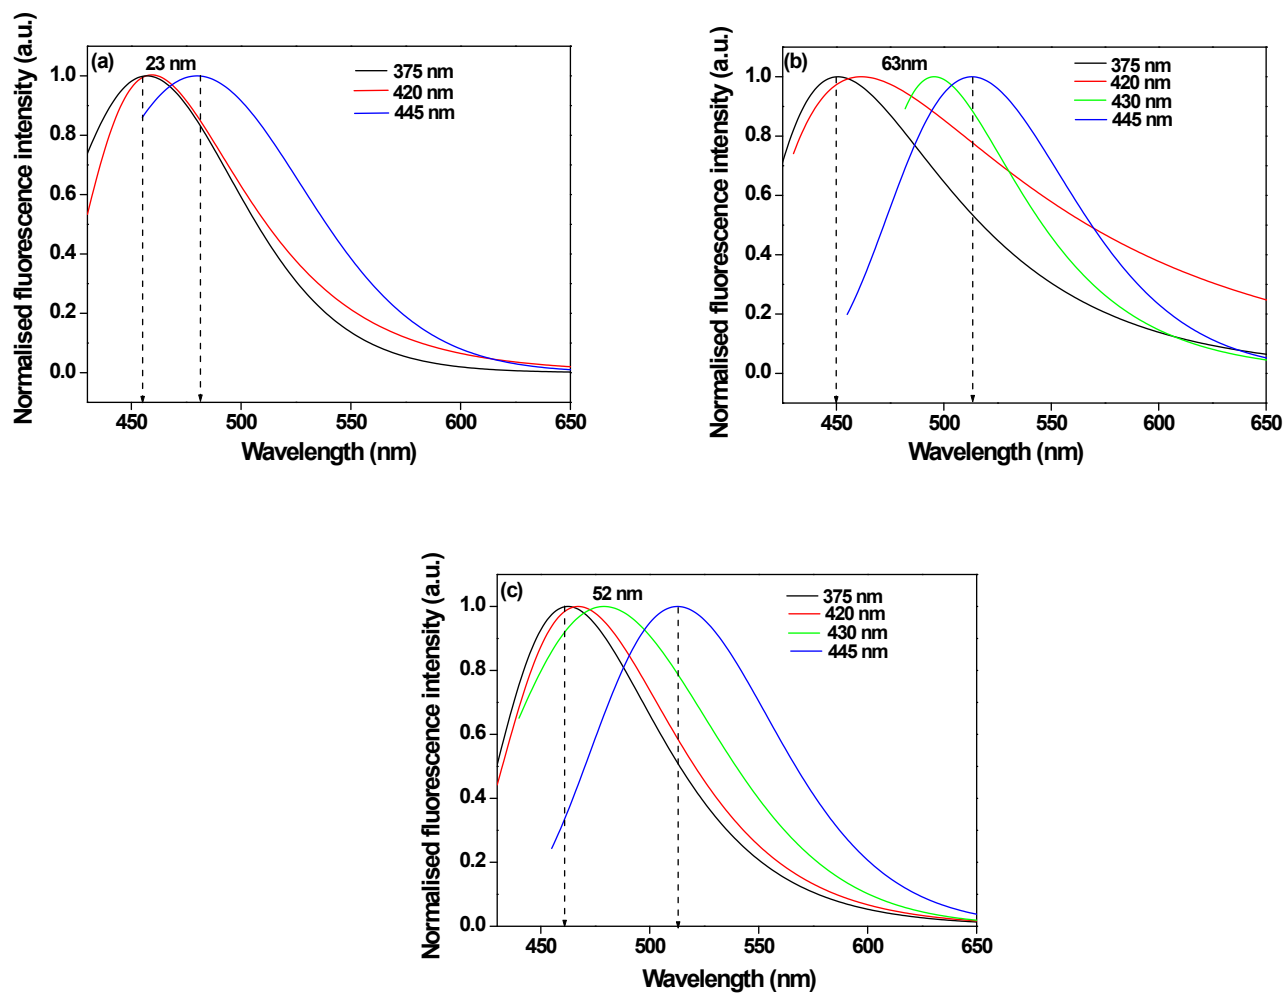 (a)
23 nm
375 nm
420 nm
445 nm
Normalised fluorescence intensity (a.u.)
1.0
0.8
0.6
0.4
0.2
0.0
450 500 550 600 650
Wavelength (nm)
(b)
63nm
375 nm
420 nm
430 nm
445 nm
Normalised fluorescence intensity (a.u.)
1.0
0.8
0.6
0.4
0.2
0.0
450 500 550 600 650
Wavelength (nm)
(c)
52 nm
375 nm
420 nm
430 nm
445 nm
Normalised fluorescence intensity (a.u.)
1.0
0.8
0.6
0.4
0.2
0.0
450 500 550 600 650
Wavelength (nm)